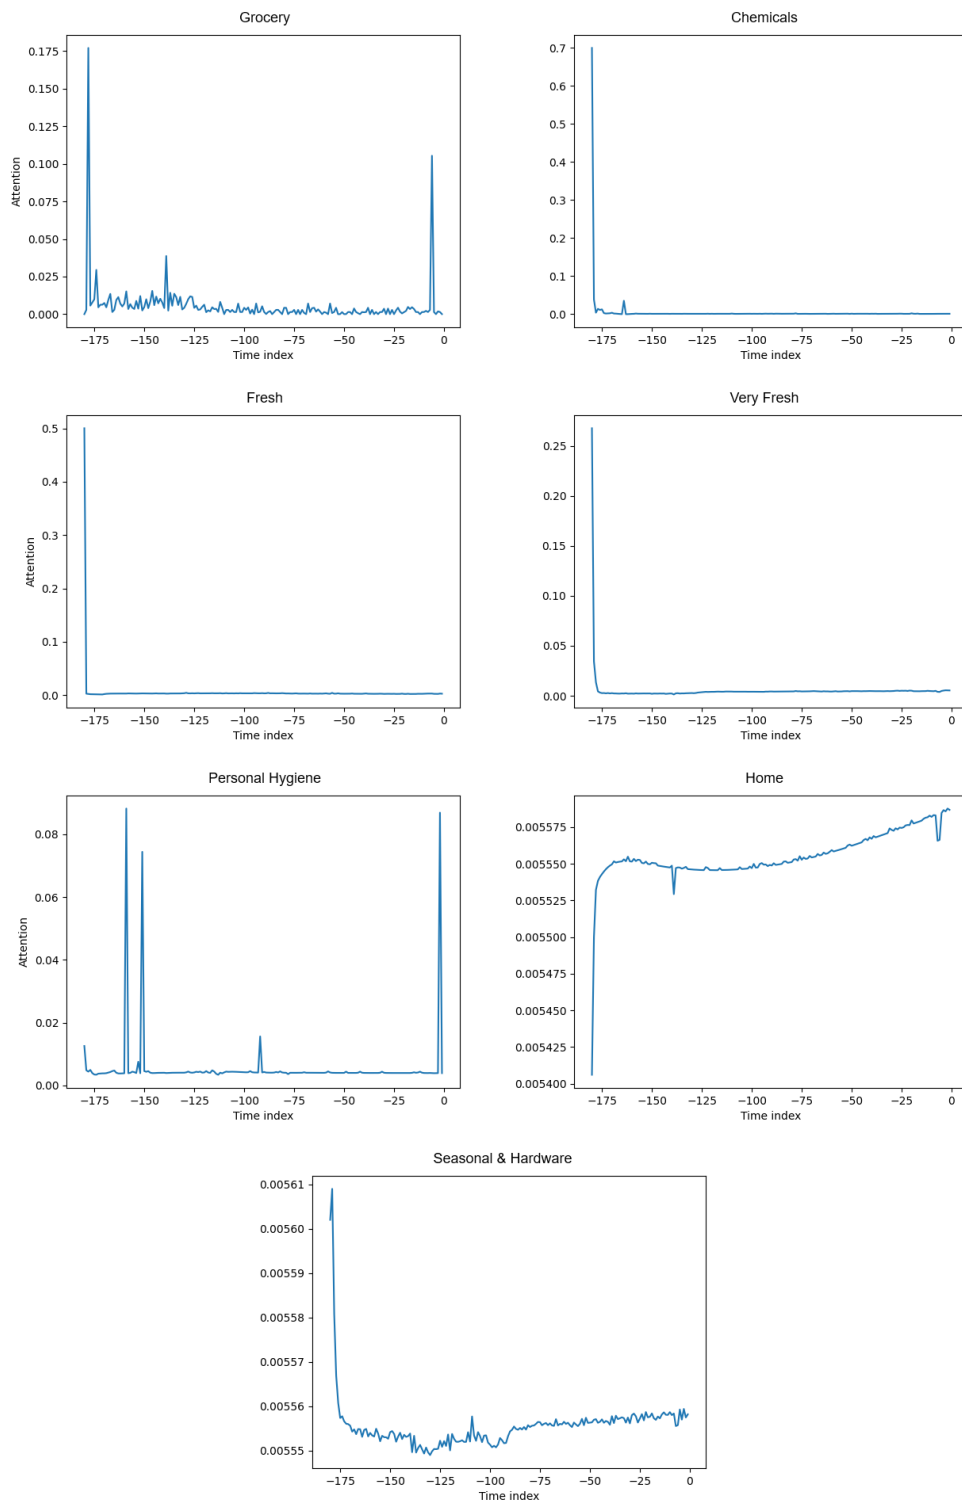 Grocery
Chemicals
0.175
0.150
0.125
0.100
0.075
0.050
0.025
0.000
Attention
−175 −150 −125 −100 −75 −50 −25 0
Time index
0.7
0.6
0.5
0.4
0.3
0.2
0.1
0.0
−175 −150 −125 −100 −75 −50 −25 0
Time index
Fresh
Very Fresh
0.5
0.4
0.3
0.2
0.1
0.0
Attention
−175 −150 −125 −100 −75 −50 −25 0
Time index
0.25
0.20
0.15
0.10
0.05
0.00
−175 −150 −125 −100 −75 −50 −25 0
Time index
Personal Hygiene
Home
0.08
0.06
0.04
0.02
0.00
Attention
−175 −150 −125 −100 −75 −50 −25 0
Time index
0.005575
0.005550
0.005525
0.005500
0.005475
0.005450
0.005425
0.005400
−175 −150 −125 −100 −75 −50 −25 0
Time index
Seasonal & Hardware
0.00561
0.00560
0.00559
0.00558
0.00557
0.00556
0.00555
−175 −150 −125 −100 −75 −50 −25 0
Time index